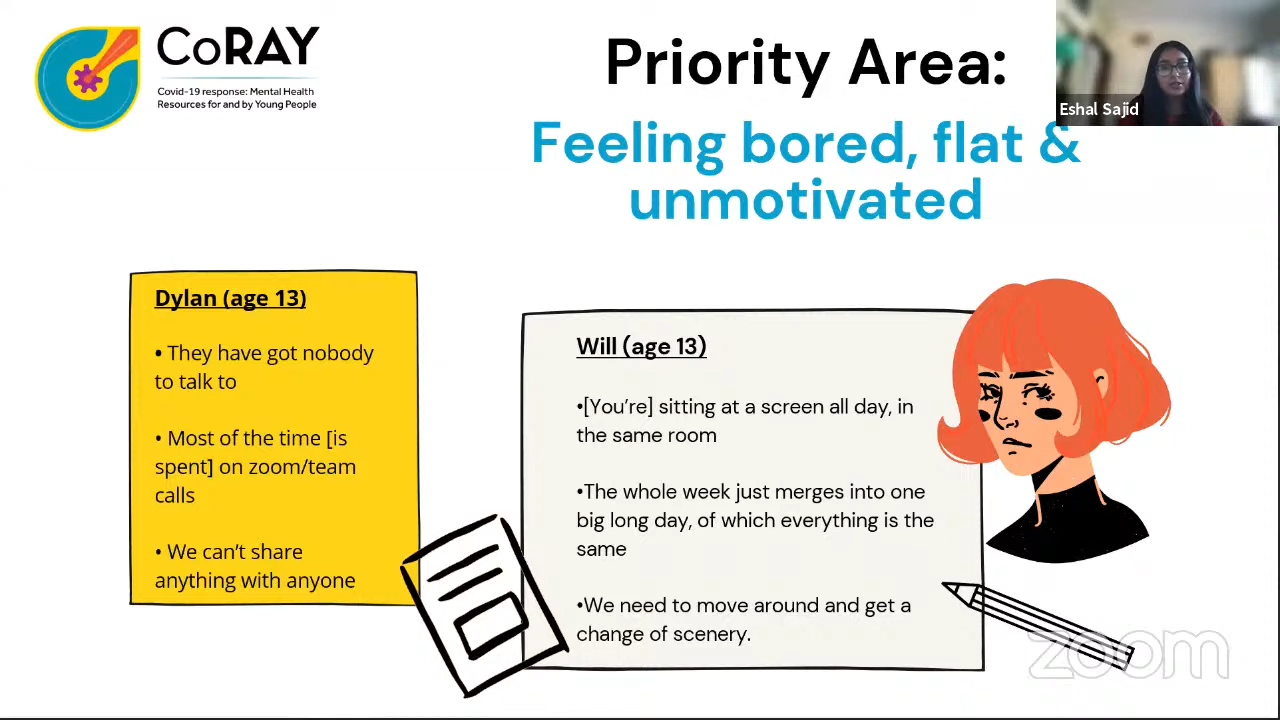 CoRAY
Covid-19 response: Mental Health
Resources for and by Young People
Priority Area:
Eshal Sajid
Feeling bored, flat &
unmotivated
Dylan (age 13)
• They have got nobody
to talk to
• Most of the time [is
spent] on zoom/team
calls
• We can't share
anything with anyone
Will (age 13)
•[You're] sitting at a screen all day, in
the same room
•The whole week just merges into one
big long day, of which everything is the
same
•We need to move around and get a
change of scenery.
zoom